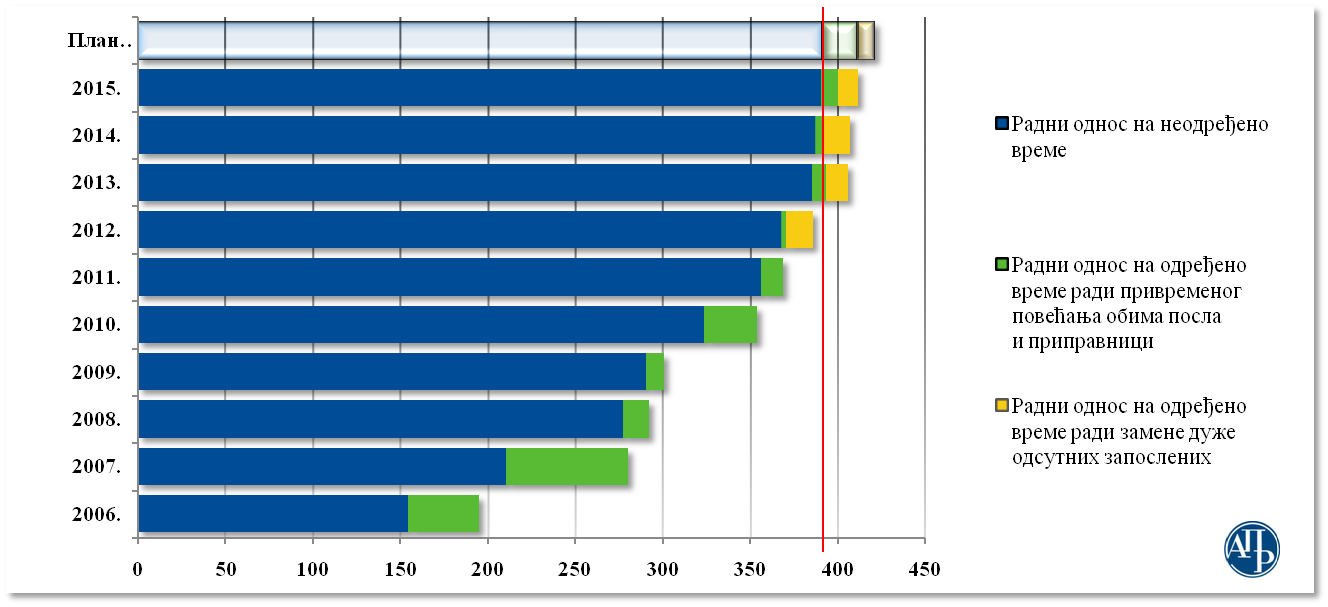 План..
2015.
2014.
2013.
2012.
2011.
2010.
2009.
2008.
2007.
2006.
0 50 100 150 200 250 300 350 400 450
Радни однос на неодређено
време
Радни однос на одређено
време ради привременог
повећања обима посла
и приправници
Радни однос на одређено
време ради замене дуже
одсутних запослених
АПР